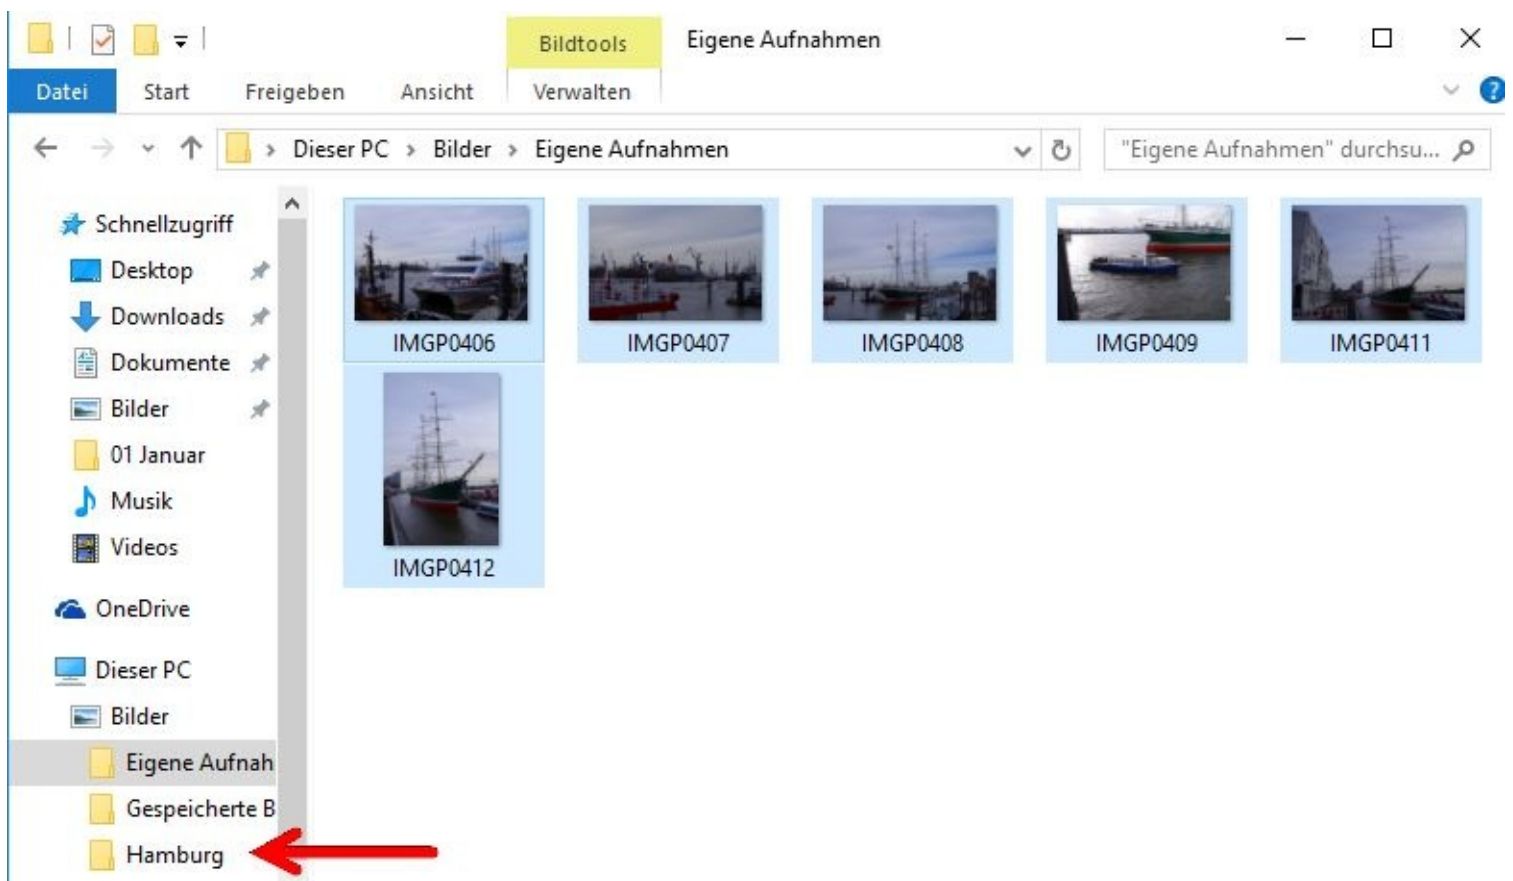 Bildtools
Eigene Aufnahmen
Datei
Start
Freigeben
Ansicht
Verwalten
?
Dieser PC > Bilder > Eigene Aufnahmen
"Eigene Aufnahmen" durchsu...
Schnellzugriff
Desktop
Downloads
Dokumente
Bilder
01 Januar
Musik
Videos
OneDrive
Dieser PC
Bilder
Eigene Aufnah
Gespeicherte B
Hamburg
IMGP0406
IMGP0407
IMGP0408
IMGP0409
IMGP0411
IMGP0412